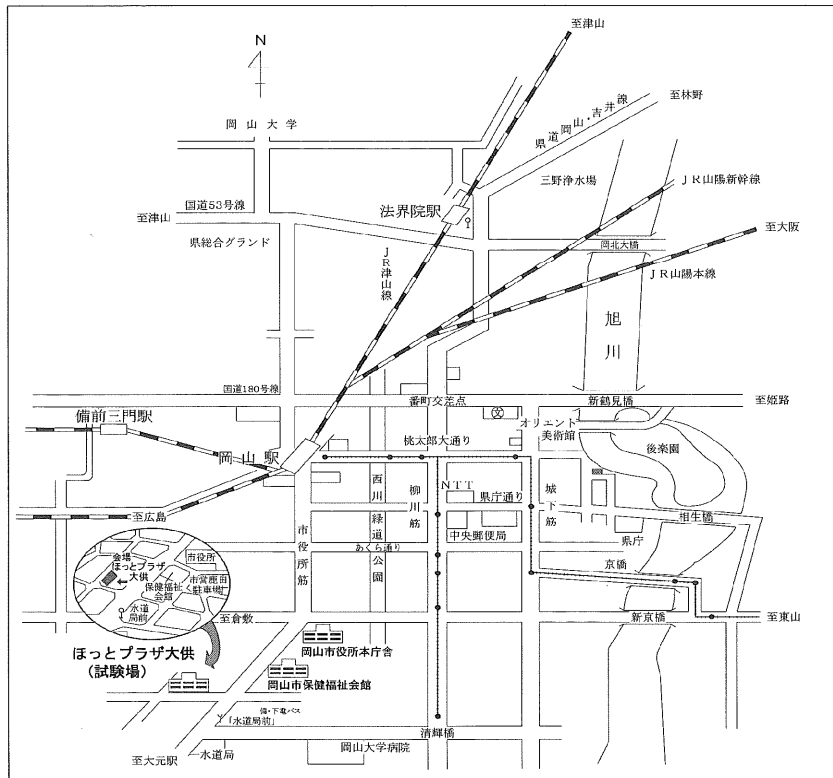 至津山
N
岡山大学
県道岡山・吉井線
至林野
三野浄水場
JR山陽新幹線
国道53号線
至津山
法界院駅
至大阪
県総合グランド
岡北大橋
JR津山線
JR山陽本線
旭川
国道180号線
番町交差点
新鶴見橋
至姫路
備前三門駅
文
オリエント
美術館
桃太郎大通り
後楽園
岡山駅
西川緑道公園
柳川筋
NTT
県庁通り
城下筋
至広島
相生橋
市役所筋
中央郵便局
県庁
あくら通り
会場
ほっとプラザ
大供
市役所
保健福祉
会館
市営鹿田
駐車場
水道
局前
京橋
至倉敷
新京橋
至東山
ほっとプラザ大供
(試験場)
岡山市役所本庁舎
岡山市保健福祉会館
備・下電バス
「水道局前」
清輝橋
至大元駅
水道局
岡山大学病院